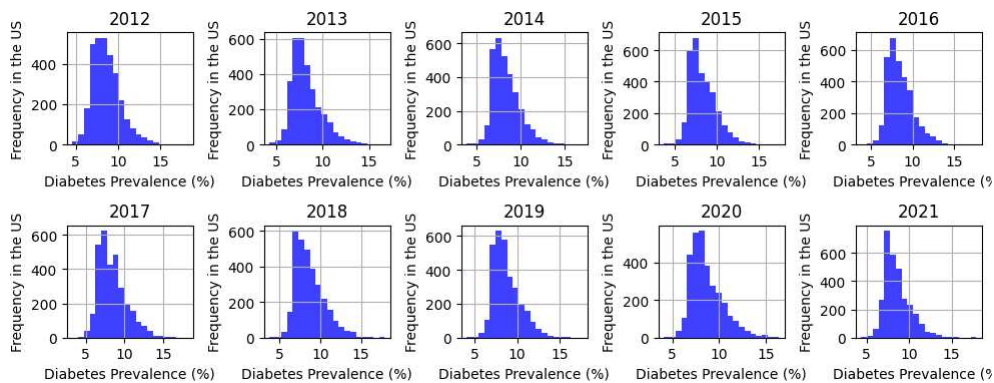 2012 2013 2014 2015 2016
Frequency in the US Frequency in the US Frequency in the US Frequency in the US Frequency in the US
400 600 600 600 600
200 400 400 400 400
0 200 200 200 200
0 0 0 0
5 10 15 5 10 15 5 10 15 5 10 15 5 10 15
Diabetes Prevalence (%) Diabetes Prevalence (%) Diabetes Prevalence (%) Diabetes Prevalence (%) Diabetes Prevalence (%
2017 2018 2019 2020 2021
Frequency in the US Frequency in the US Frequency in the US Frequency in the US Frequency in the US
600 600 600 400 600
400 400 400 200 400
200 200 200 0 200
0 0 0 0
5 10 15 5 10 15 5 10 15 5 10 15 5 10 15
Diabetes Prevalence (%) Diabetes Prevalence (%) Diabetes Prevalence (%) Diabetes Prevalence (%) Diabetes Prevalence (%